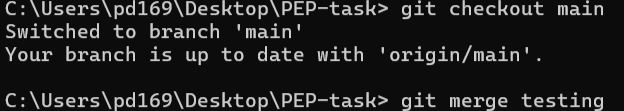 C:\Users\pd169\Desktop\PEP-task> git checkout main
Switched to branch 'main'
Your branch is up to date with 'origin/main'.
C:\Users\pd169\Desktop\PEP-task> git merge testing